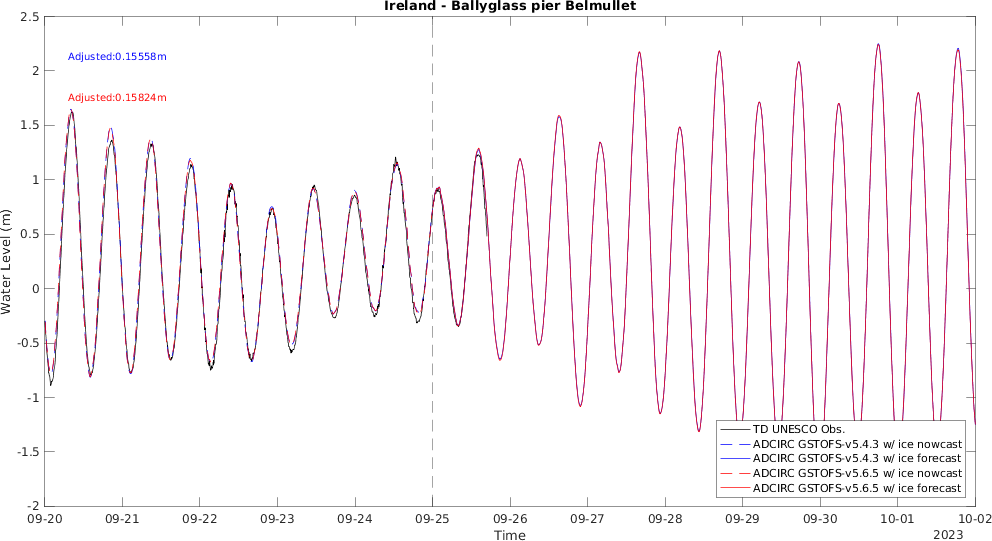 Ireland - Ballyglass pier Belmullet
Adjusted:0.15558m
Adjusted:0.15824m
Water Level (m)
2.5
2
1.5
1
0.5
0
-0.5
-1
-1.5
-2
TD UNESCO Obs.
ADCIRC GSTOFS-v5.4.3 w/ ice nowcast
ADCIRC GSTOFS-v5.4.3 w/ ice forecast
ADCIRC GSTOFS-v5.6.5 w/ ice nowcast
ADCIRC GSTOFS-v5.6.5 w/ ice forecast
09-20 09-21 09-22 09-23 09-24 09-25 09-26 09-27 09-28 09-29 09-30 10-01 10-02
2023
Time